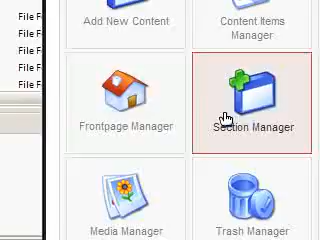 File F
Add New Content
Content Items
Manager
File F
File F
File F
File F
File F
Frontpage Manager
Section Manager
Media Manager
Trash Manager